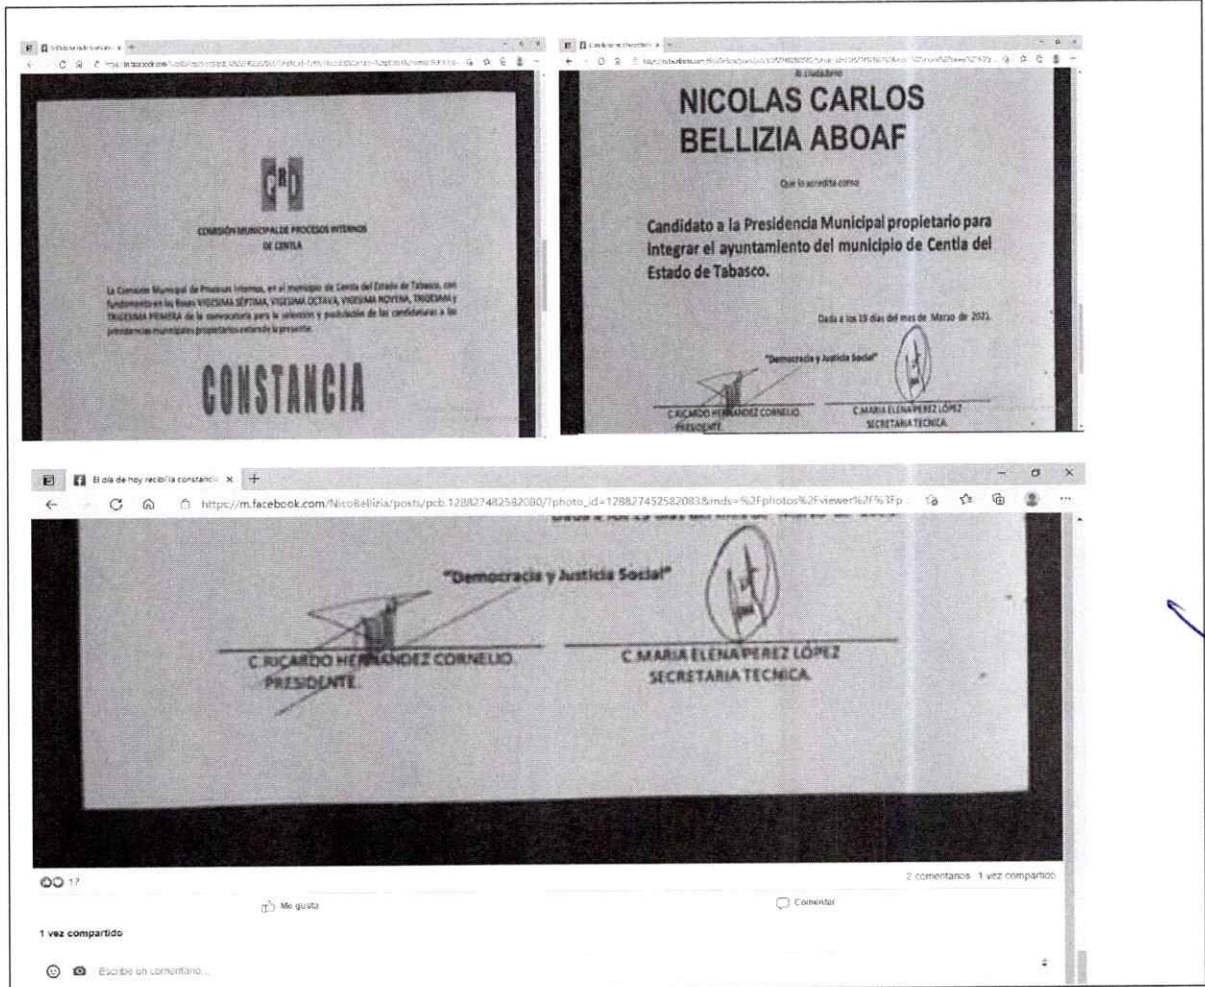 PRD
COMISIÓN MUNICIPAL DE PROCESOS INTERNOS
DE CENTLA
La Comisión Municipal de Procesos Internos, en el municipio de Centla del Estado de Tabasco, con
fundamento en las Bases VIGESIMA SÉPTIMA, VIGESIMA OCTAVA, VIGESIMA NOVENA, TRIGESIMA y
TRIGESIMA PRIMERA de la convocatoria para la selección y postulación de las candidaturas a las
presidencias municipales propietarios extiende la presente.
CONSTANCIA
Al ciudadano
NICOLAS CARLOS
BELLIZIA ABOAF
Que lo acredita como
Candidato a la Presidencia Municipal propietario para
integrar el ayuntamiento del municipio de Centla del
Estado de Tabasco.
Dada a los 19 días del mes de Marzo de 2021.
"Democracia y Justicia Social"
C.RICARDO HERNANDEZ CORNELIO.
PRESIDENTE.
C.MARIA ELENA PEREZ LÓPEZ
SECRETARIA TECNICA.
El día de hoy recibí la constancia
https://m.facebook.com/NicoBellizia/posts/pcb.128827482582080/?photo_id=128827452582083&mds=%2Fphotos%2Fviewer%2F%3Fp
"Democracia y Justicia Social"
C.RICARDO HERNANDEZ CORNELIO.
PRESIDENTE.
C.MARIA ELENA PEREZ LÓPEZ
SECRETARIA TECNICA.
17
2 comentarios 1 vez compartido
Me gusta
Comentar
1 vez compartido
Escribe un comentario...